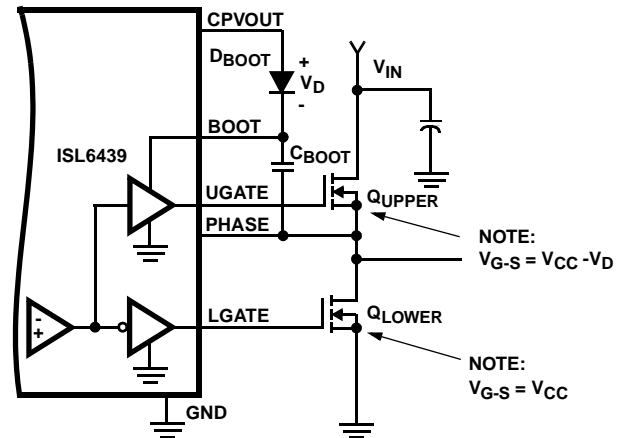 CPVOUT
DBOOT
+
VD
-
VIN
BOOT
CBOOT
ISL6439
UGATE
QUPPER
PHASE
NOTE:
VG-S = VCC -VD
-
+
LGATE
QLOWER
NOTE:
VG-S = VCC
GND